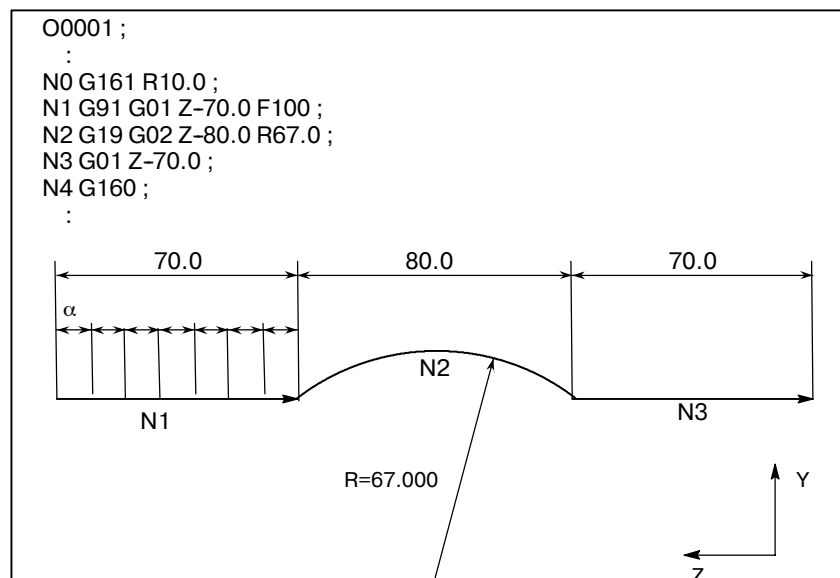 O0001 ;
:
N0 G161 R10.0 ;
N1 G91 G01 Z-70.0 F100 ;
N2 G19 G02 Z-80.0 R67.0 ;
N3 G01 Z-70.0 ;
N4 G160 ;
:
70.0 80.0 70.0
α
N2
N1 N3
R=67.000
Y
Z